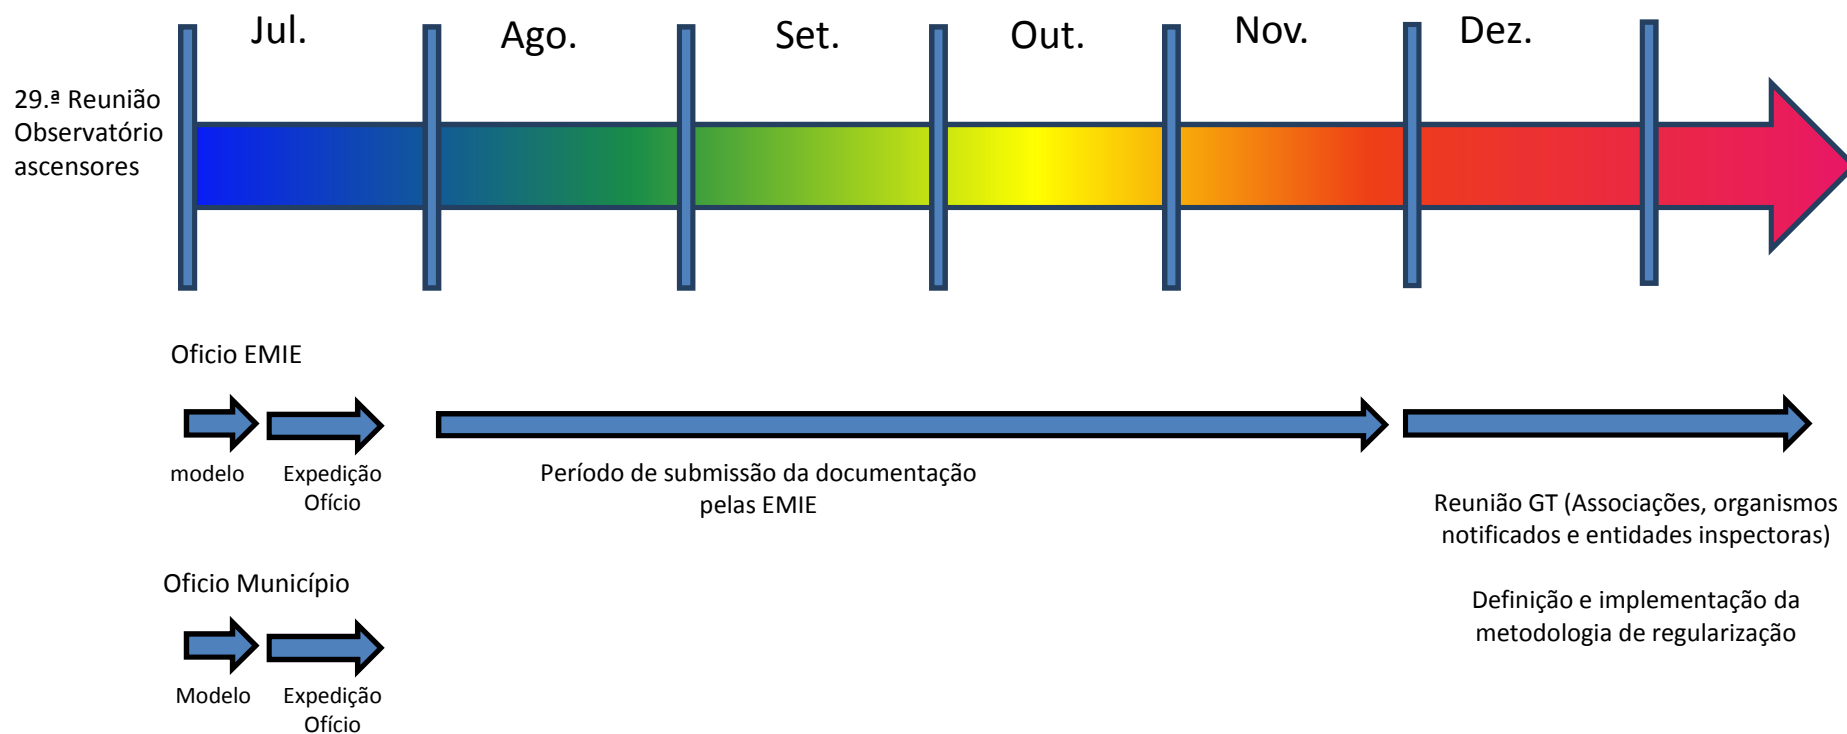 Jul.
Ago.
Set.
Out.
Nov.
Dez.
29.ª Reunião
Observatório
ascensores
Oficio EMIE
modelo
Expedição
Ofício
Período de submissão da documentação
pelas EMIE
Reunião GT (Associações, organismos
notificados e entidades inspectoras)
Definição e implementação da
metodologia de regularização
Oficio Município
Modelo
Expedição
Ofício